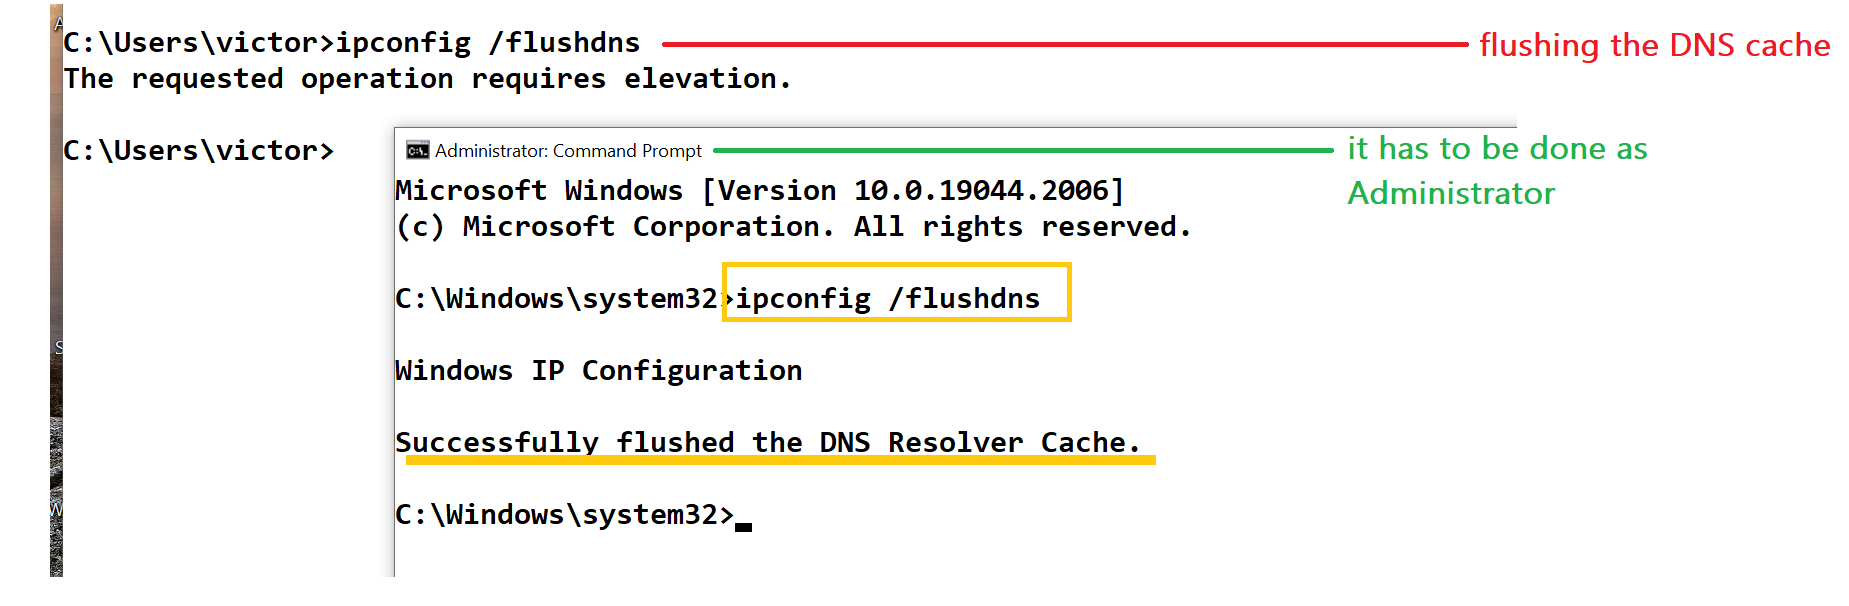 A
C:\Users\victor>ipconfig /flushdns
flushing the DNS cache
The requested operation requires elevation.
C:\Users\victor>
Administrator: Command Prompt
it has to be done as
Administrator
Microsoft Windows [Version 10.0.19044.2006]
(c) Microsoft Corporation. All rights reserved.
C:\Windows\system32>ipconfig /flushdns
S
Windows IP Configuration
Successfully flushed the DNS Resolver Cache.
W
C:\Windows\system32>